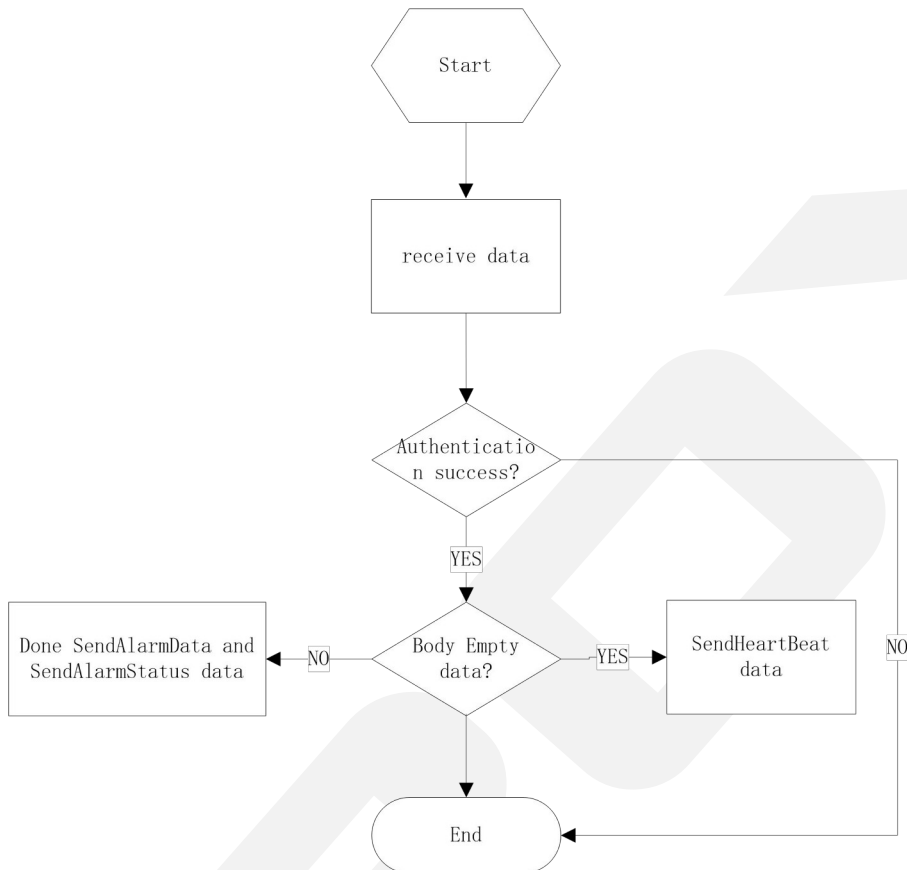 Start
receive data
Authenticatio
n success?
YES
Body Empty
data?
NO
Done SendAlarmData and
SendAlarmStatus data
YES
SendHeartBeat
data
NO
End